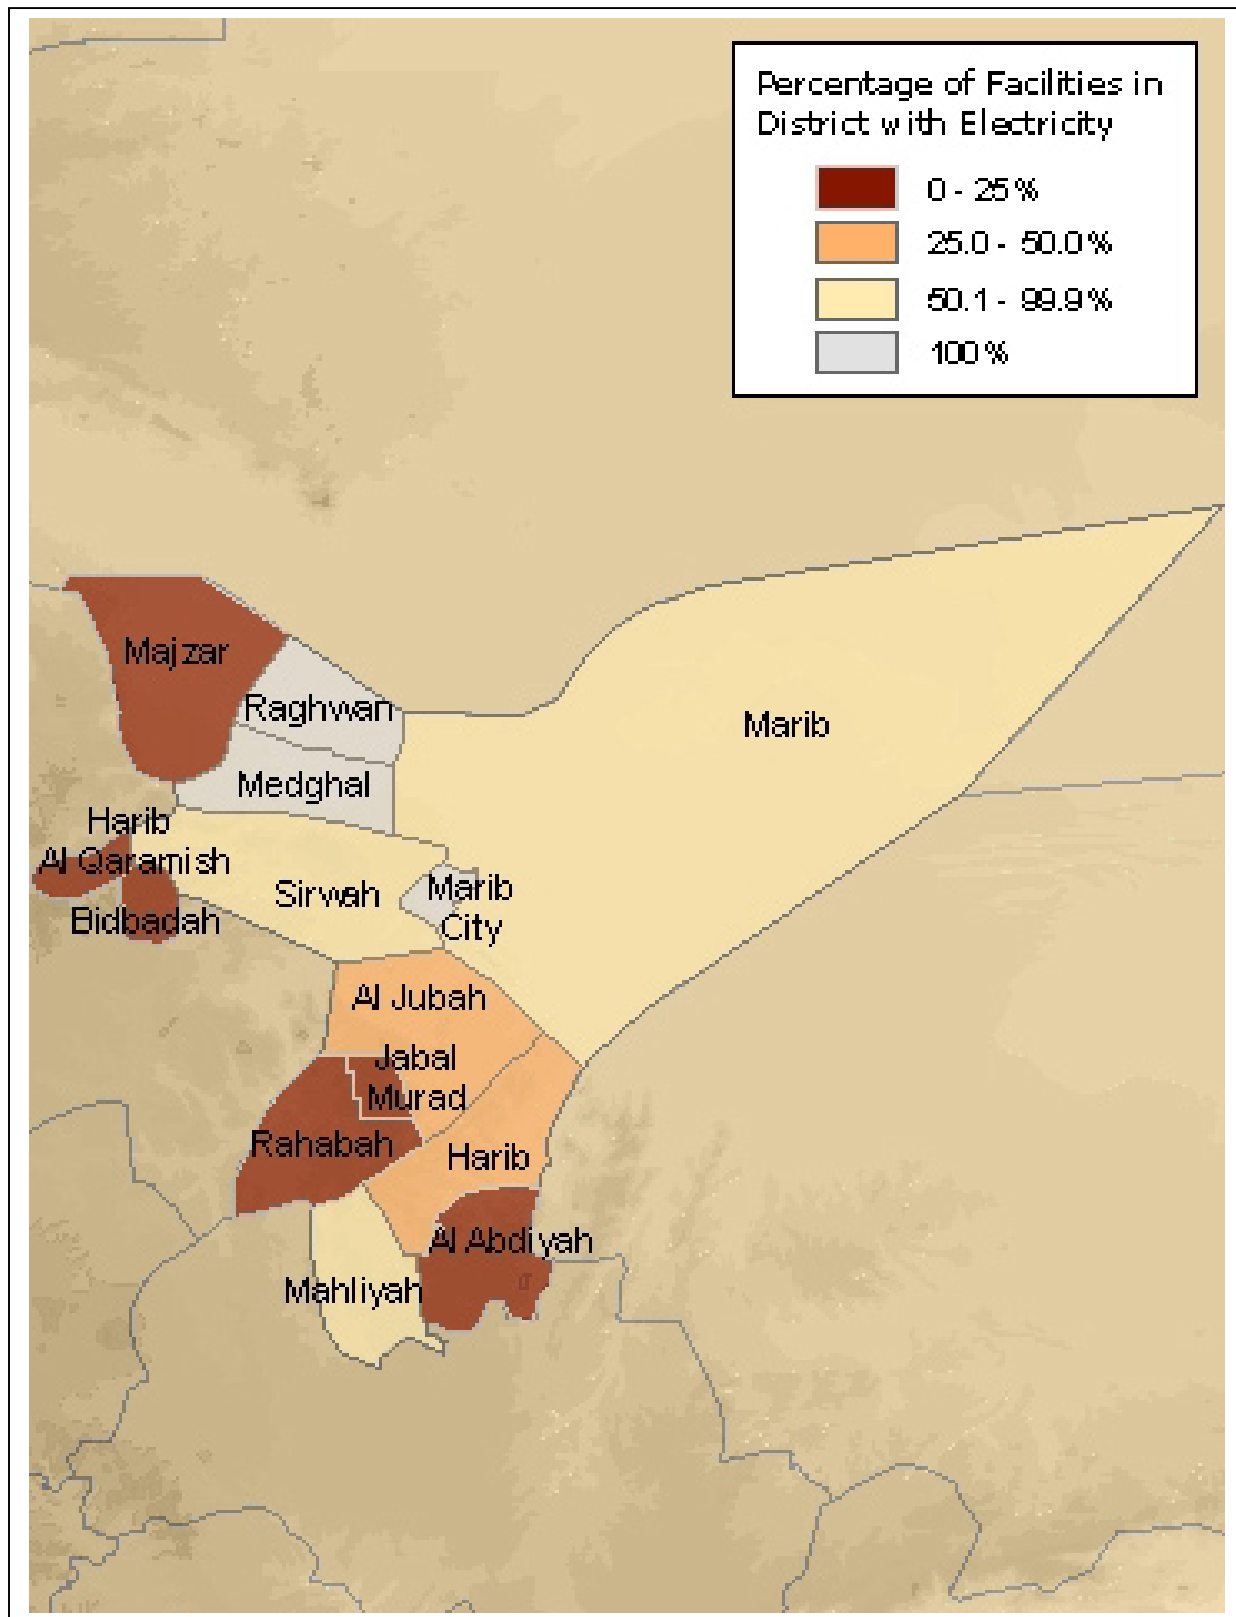 Percentage of Facilities in
District with Electricity
0 - 25%
25.0 - 50.0%
50.1 - 99.9%
100%
Majzar
Raghwan
Marib
Medghal
Harib
Al Qaramish
Sirwah
Marib
City
Bidbadah
Al Jubah
Jabal
Murad
Rahabah
Harib
Al Abdiyah
Mahliyah